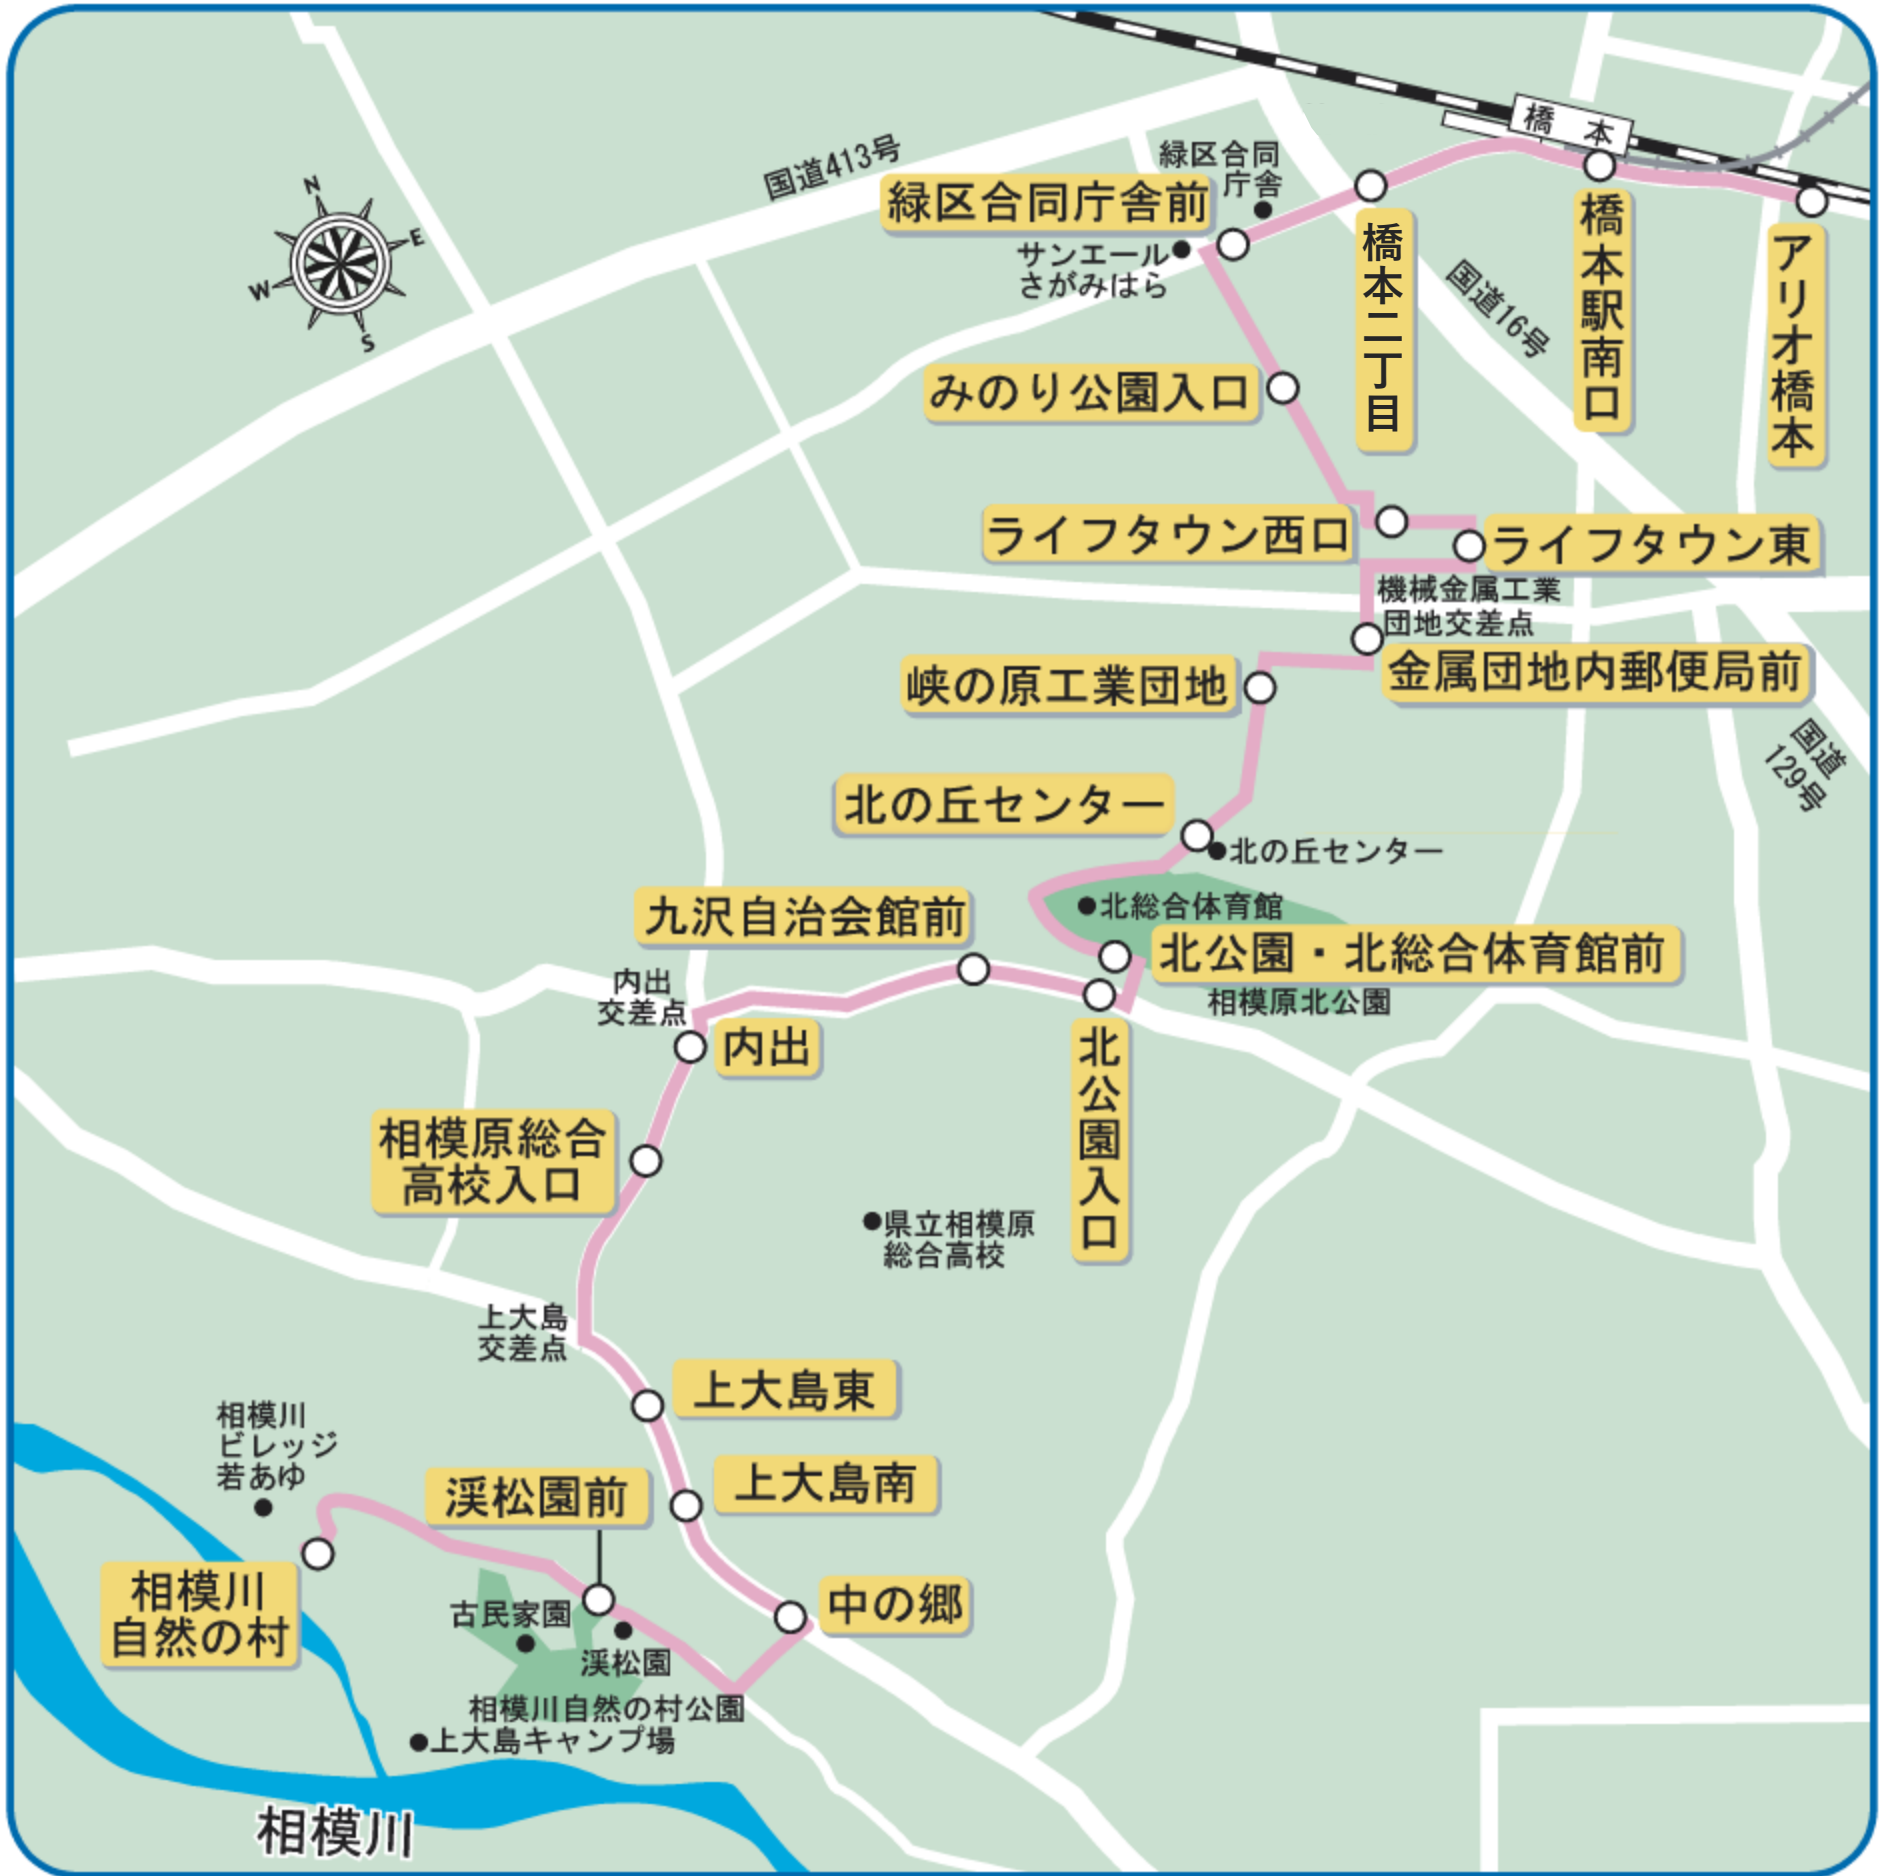 橋 本
国道413号
緑区合同
庁舎
緑区合同庁舎前
サンエール
さがみはら
橋本二丁目
橋本駅南口
アリオ橋本
国道16号
N
E
W
S
みのり公園入口
ライフタウン西口
ライフタウン東
機械金属工業
団地交差点
金属団地内郵便局前
峡の原工業団地
国道
129号
北の丘センター
北の丘センター
北総合体育館
九沢自治会館前
北公園・北総合体育館前
内出
交差点
相模原北公園
内出
北公園入口
相模原総合
高校入口
県立相模原
総合高校
上大島
交差点
上大島東
相模川
ビレッジ
若あゆ
渓松園前
上大島南
相模川
自然の村
古民家園
中の郷
渓松園
相模川自然の村公園
上大島キャンプ場
相模川